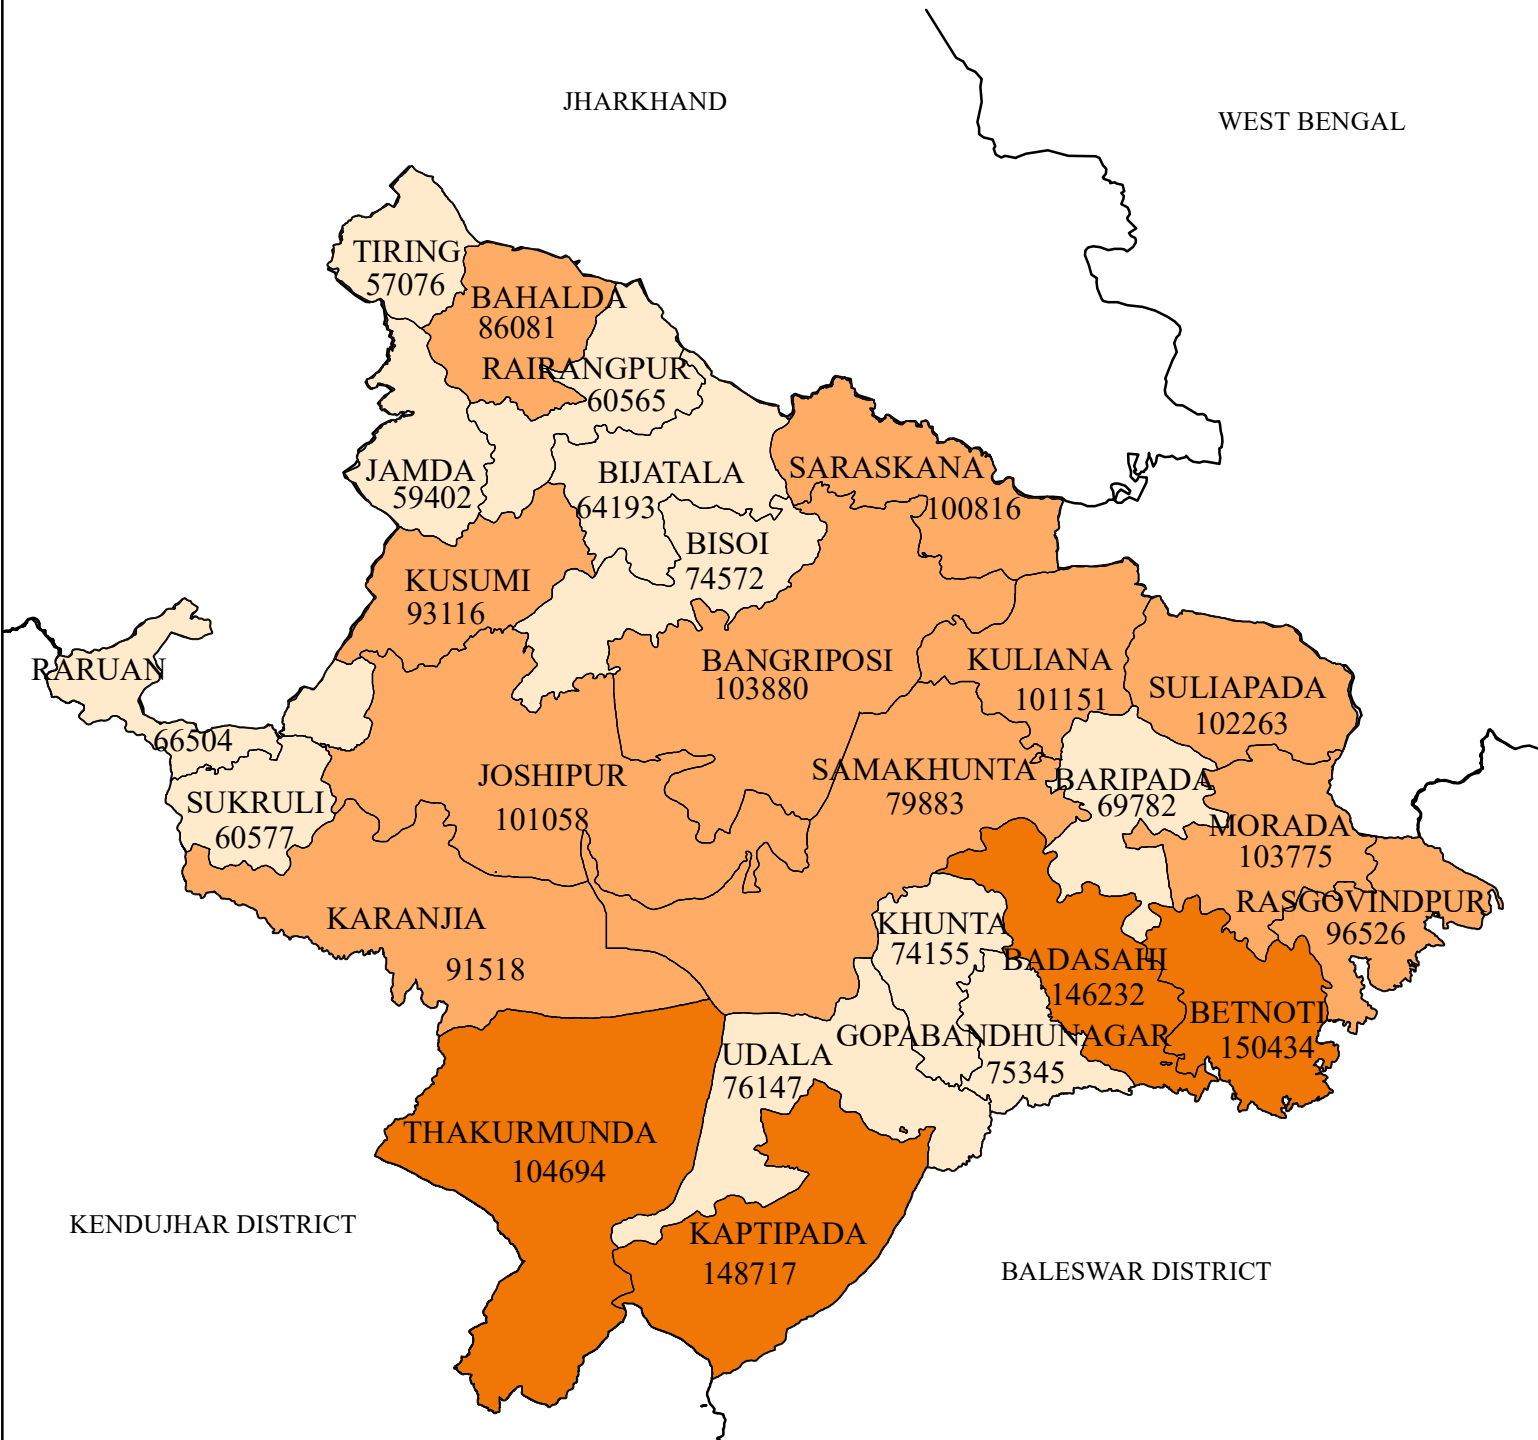 JHARKHAND
WEST BENGAL
TIRING
57076
BAHALDA
86081
RAIRANGPUR
60565
JAMDA
59402
BIJATALA
64193
SARASKANA
100816
BISOI
74572
KUSUMI
93116
RARUAN
66504
BANGRIPOSI
103880
KULIANA
101151
SULIAPADA
102263
SUKRULI
60577
JOSHIPUR
101058
SAMAKHUNTA
79883
BARIPADA
69782
MORADA
103775
RASGOVINDPUR
96526
KARANJIA
91518
KHUNTA
74155
BADASAHI
146232
BETNOTI
150434
GOPABANDHUNAGAR
75345
UDALA
76147
THAKURMUNDA
104694
KAPTIPADA
148717
KENDUJHAR DISTRICT
BALESWAR DISTRICT